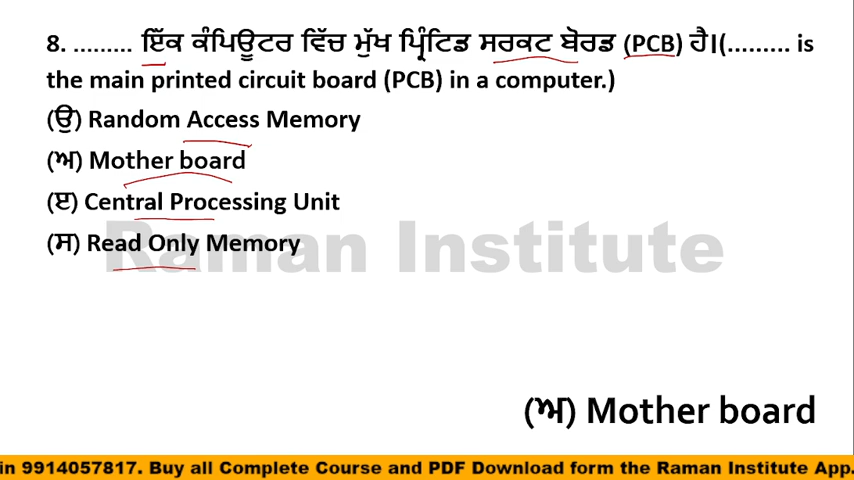 8. ......... ਇੱਕ ਕੰਪਿਊਟਰ ਵਿੱਚ ਮੁੱਖ ਪ੍ਰਿੰਟਿਡ ਸਰਕਟ ਬੋਰਡ (PCB) ਹੈ।(......... is
the main printed circuit board (PCB) in a computer.)
(ਉ) Random Access Memory
(ਅ) Mother board
(ੲ) Central Processing Unit
(ਸ) Read Only Memory
Raman Institute
(ਅ) Mother board
in 9914057817. Buy all Complete Course and PDF Download form the Raman Institute App.